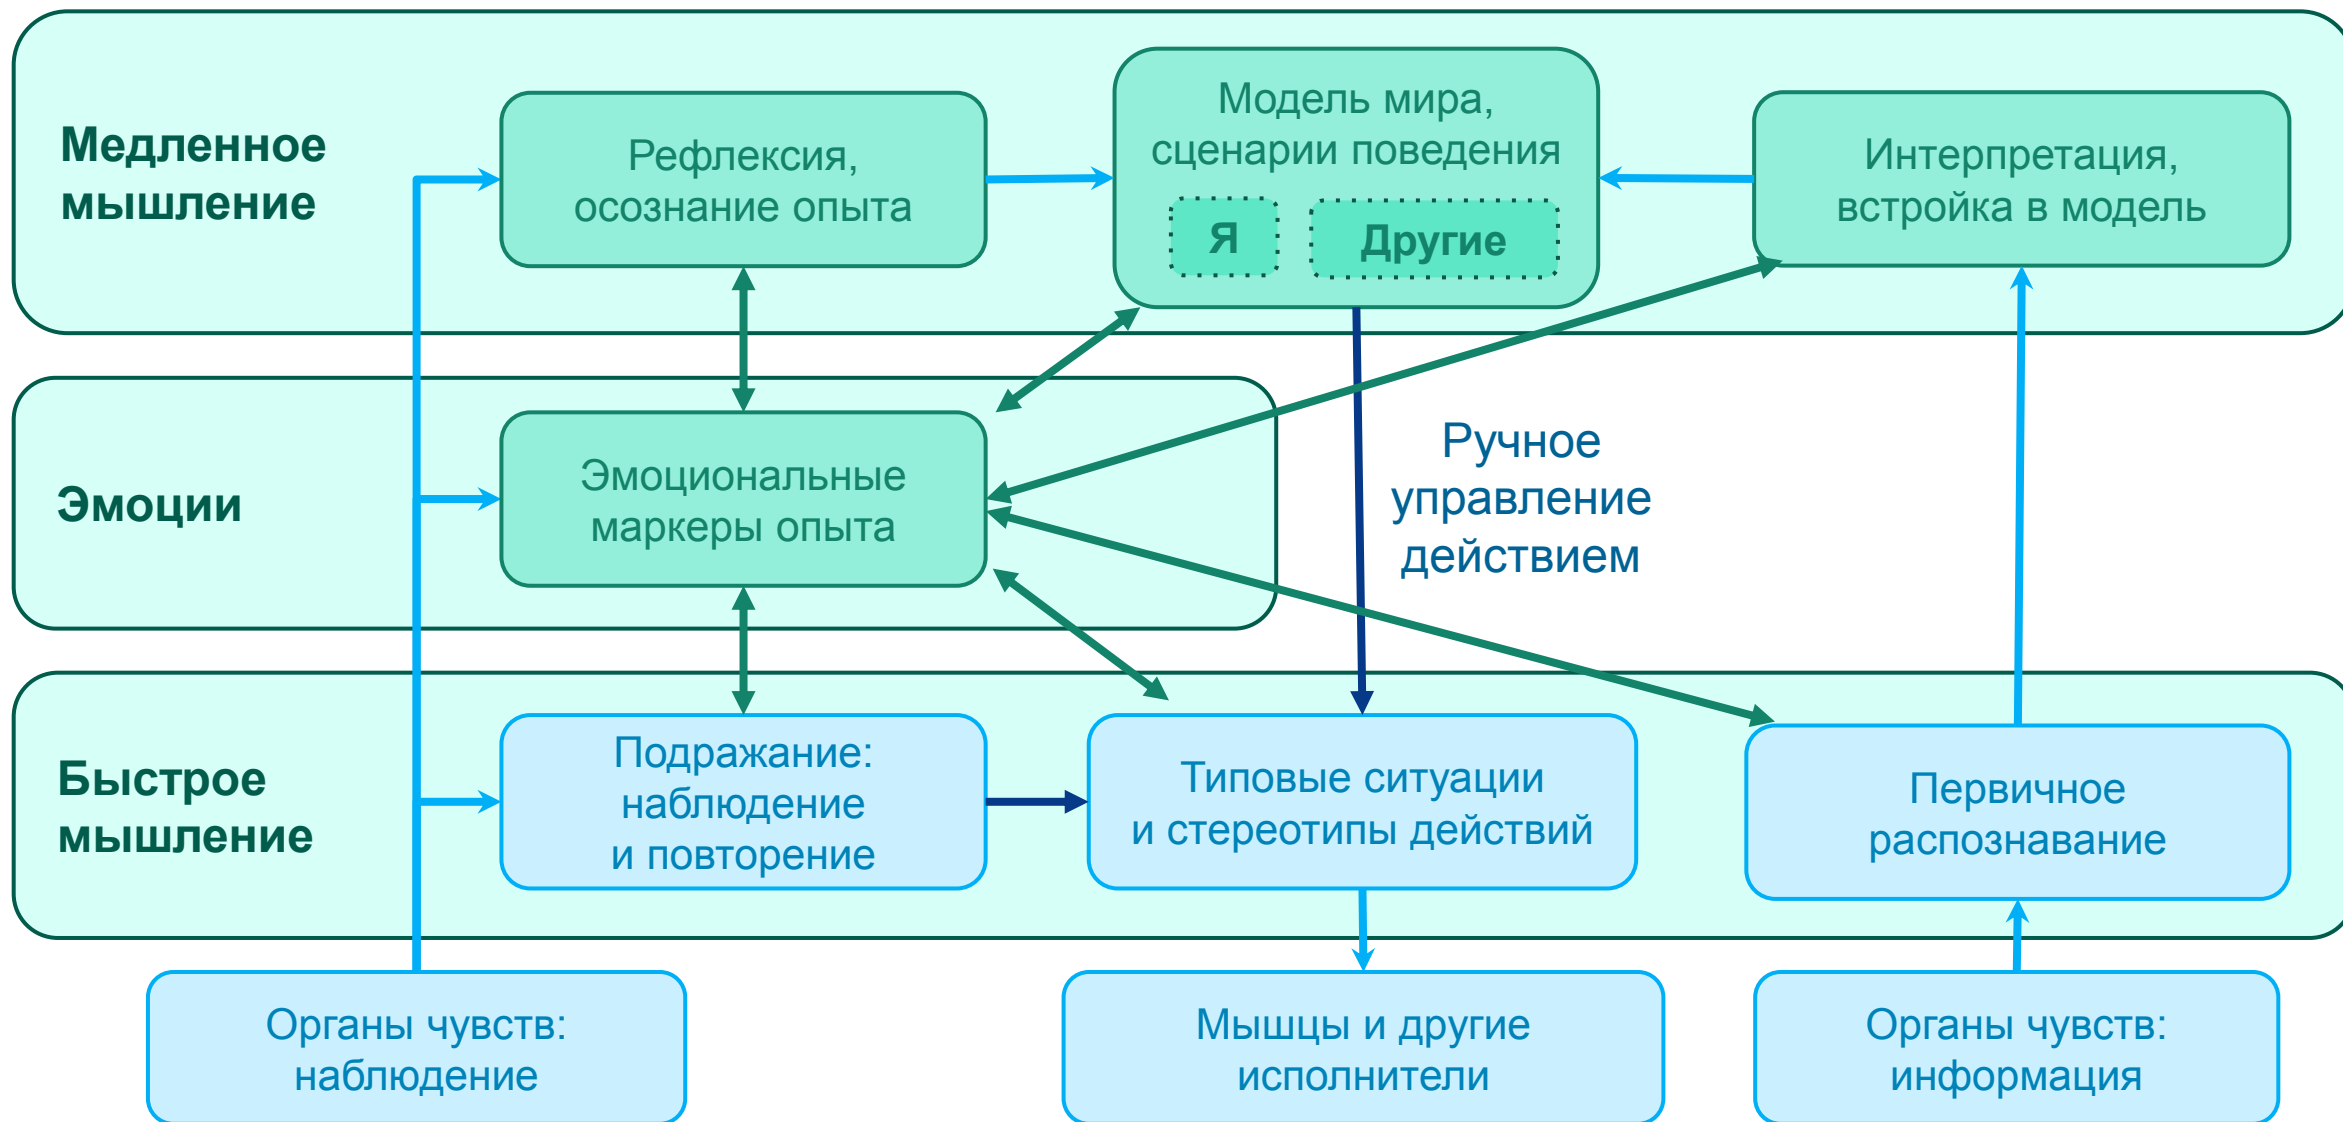 Медленное
мышление
Рефлексия,
осознание опыта
Модель мира,
сценарии поведения
Я
Другие
Интерпретация,
встройка в модель
Эмоции
Эмоциональные
маркеры опыта
Ручное
управление
действием
Быстрое
мышление
Подражание:
наблюдение
и повторение
Типовые ситуации
и стереотипы действий
Первичное
распознавание
Органы чувств:
наблюдение
Мышцы и другие
исполнители
Органы чувств:
информация